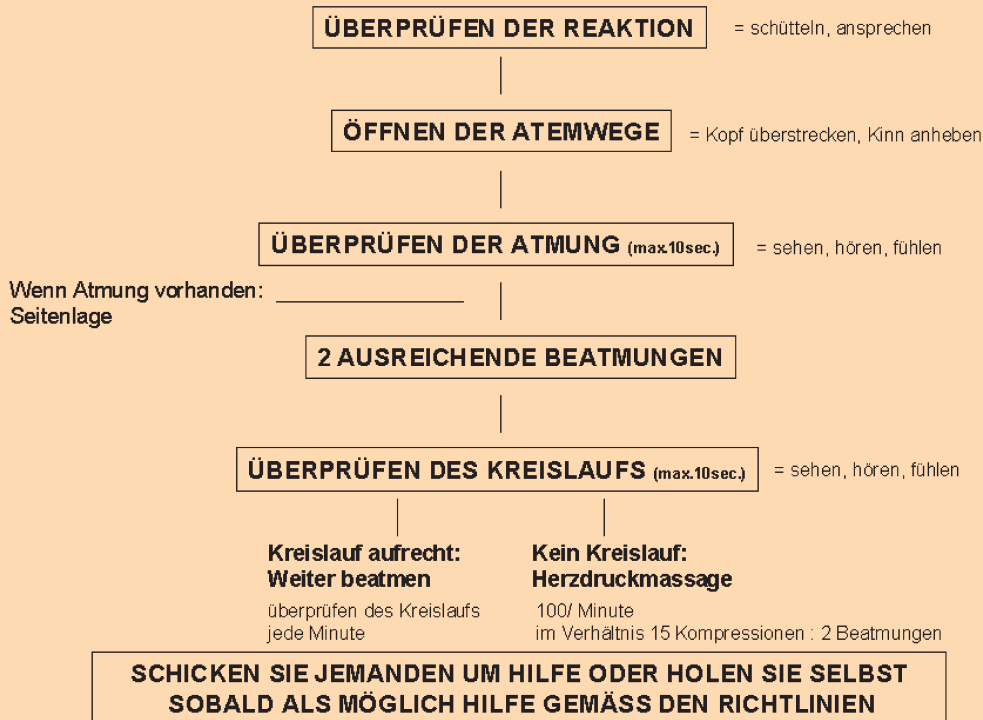 ÜBERPRÜFEN DER REAKTION = schütteln, ansprechen
ÖFFNEN DER ATEMWEGE = Kopf überstrecken, Kinn anheben
ÜBERPRÜFEN DER ATMUNG (max.10sec.) = sehen, hören, fühlen
Wenn Atmung vorhanden:
Seitenlage
2 AUSREICHENDE BEATMUNGEN
ÜBERPRÜFEN DES KREISLAUFS (max.10sec.) = sehen, hören, fühlen
Kreislauf aufrecht:
Weiter beatmen
überprüfen des Kreislaufs
jede Minute
Kein Kreislauf:
Herzdruckmassage
100/ Minute
im Verhältnis 15 Kompressionen : 2 Beatmungen
SCHICKEN SIE JEMANDEN UM HILFE ODER HOLEN SIE SELBST
SOBALD ALS MÖGLICH HILFE GEMÄSS DEN RICHTLINIEN